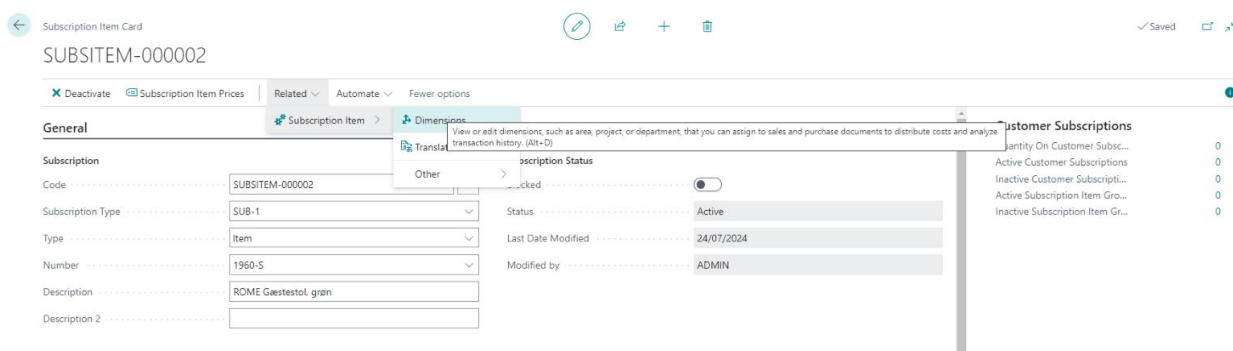 Subscription Item Card
Saved
SUBSITEM-000002
Deactivate Subscription Item Prices Related Automate Fewer options
Subscription Item Dimensions
View or edit dimensions, such as area, project, or department, that you can assign to sales and purchase documents to distribute costs and analyze
transaction history. (Alt+D)
Translat
Other
General
Subscription
Code SUBSITEM-000002
Subscription Type SUB-1
Type Item
Number 1960-S
Description ROME Gæstestol, grøn
Description 2
Subscription Status
Blocked
Status Active
Last Date Modified 24/07/2024
Modified by ADMIN
Customer Subscriptions
Quantity On Customer Subsc... 0
Active Customer Subscriptions 0
Inactive Customer Subscripti... 0
Active Subscription Item Gro... 0
Inactive Subscription Item Gr... 0